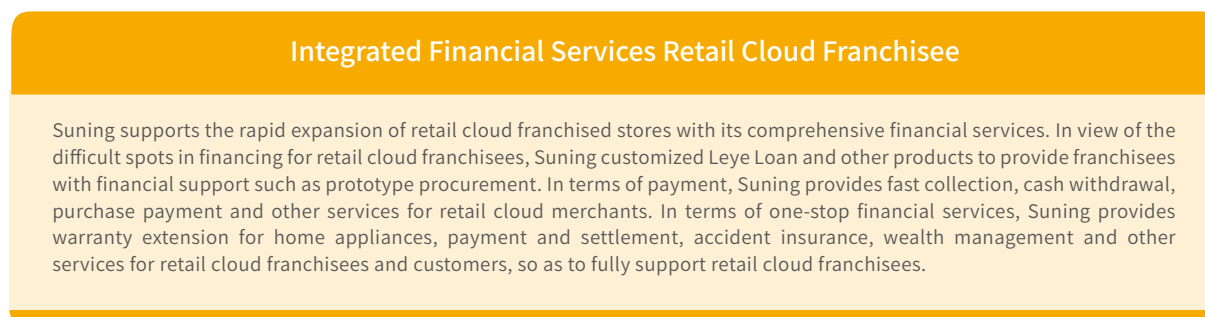 Integrated Financial Services Retail Cloud Franchisee
Suning supports the rapid expansion of retail cloud franchised stores with its comprehensive financial services. In view of the
difficult spots in financing for retail cloud franchisees, Suning customized Leye Loan and other products to provide franchisees
with financial support such as prototype procurement. In terms of payment, Suning provides fast collection, cash withdrawal,
purchase payment and other services for retail cloud merchants. In terms of one-stop financial services, Suning provides
warranty extension for home appliances, payment and settlement, accident insurance, wealth management and other
services for retail cloud franchisees and customers, so as to fully support retail cloud franchisees.